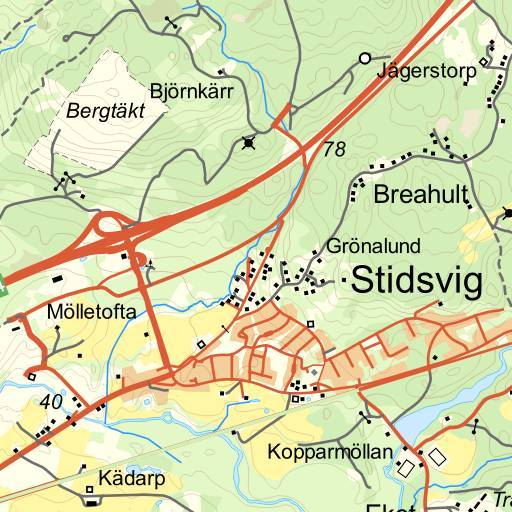 Jägerstorp
Björnkärr
Bergtäkt
78
Breahult
Grönalund
Stidsvig
Mölletofta
40
Kopparmöllan
Kädarp